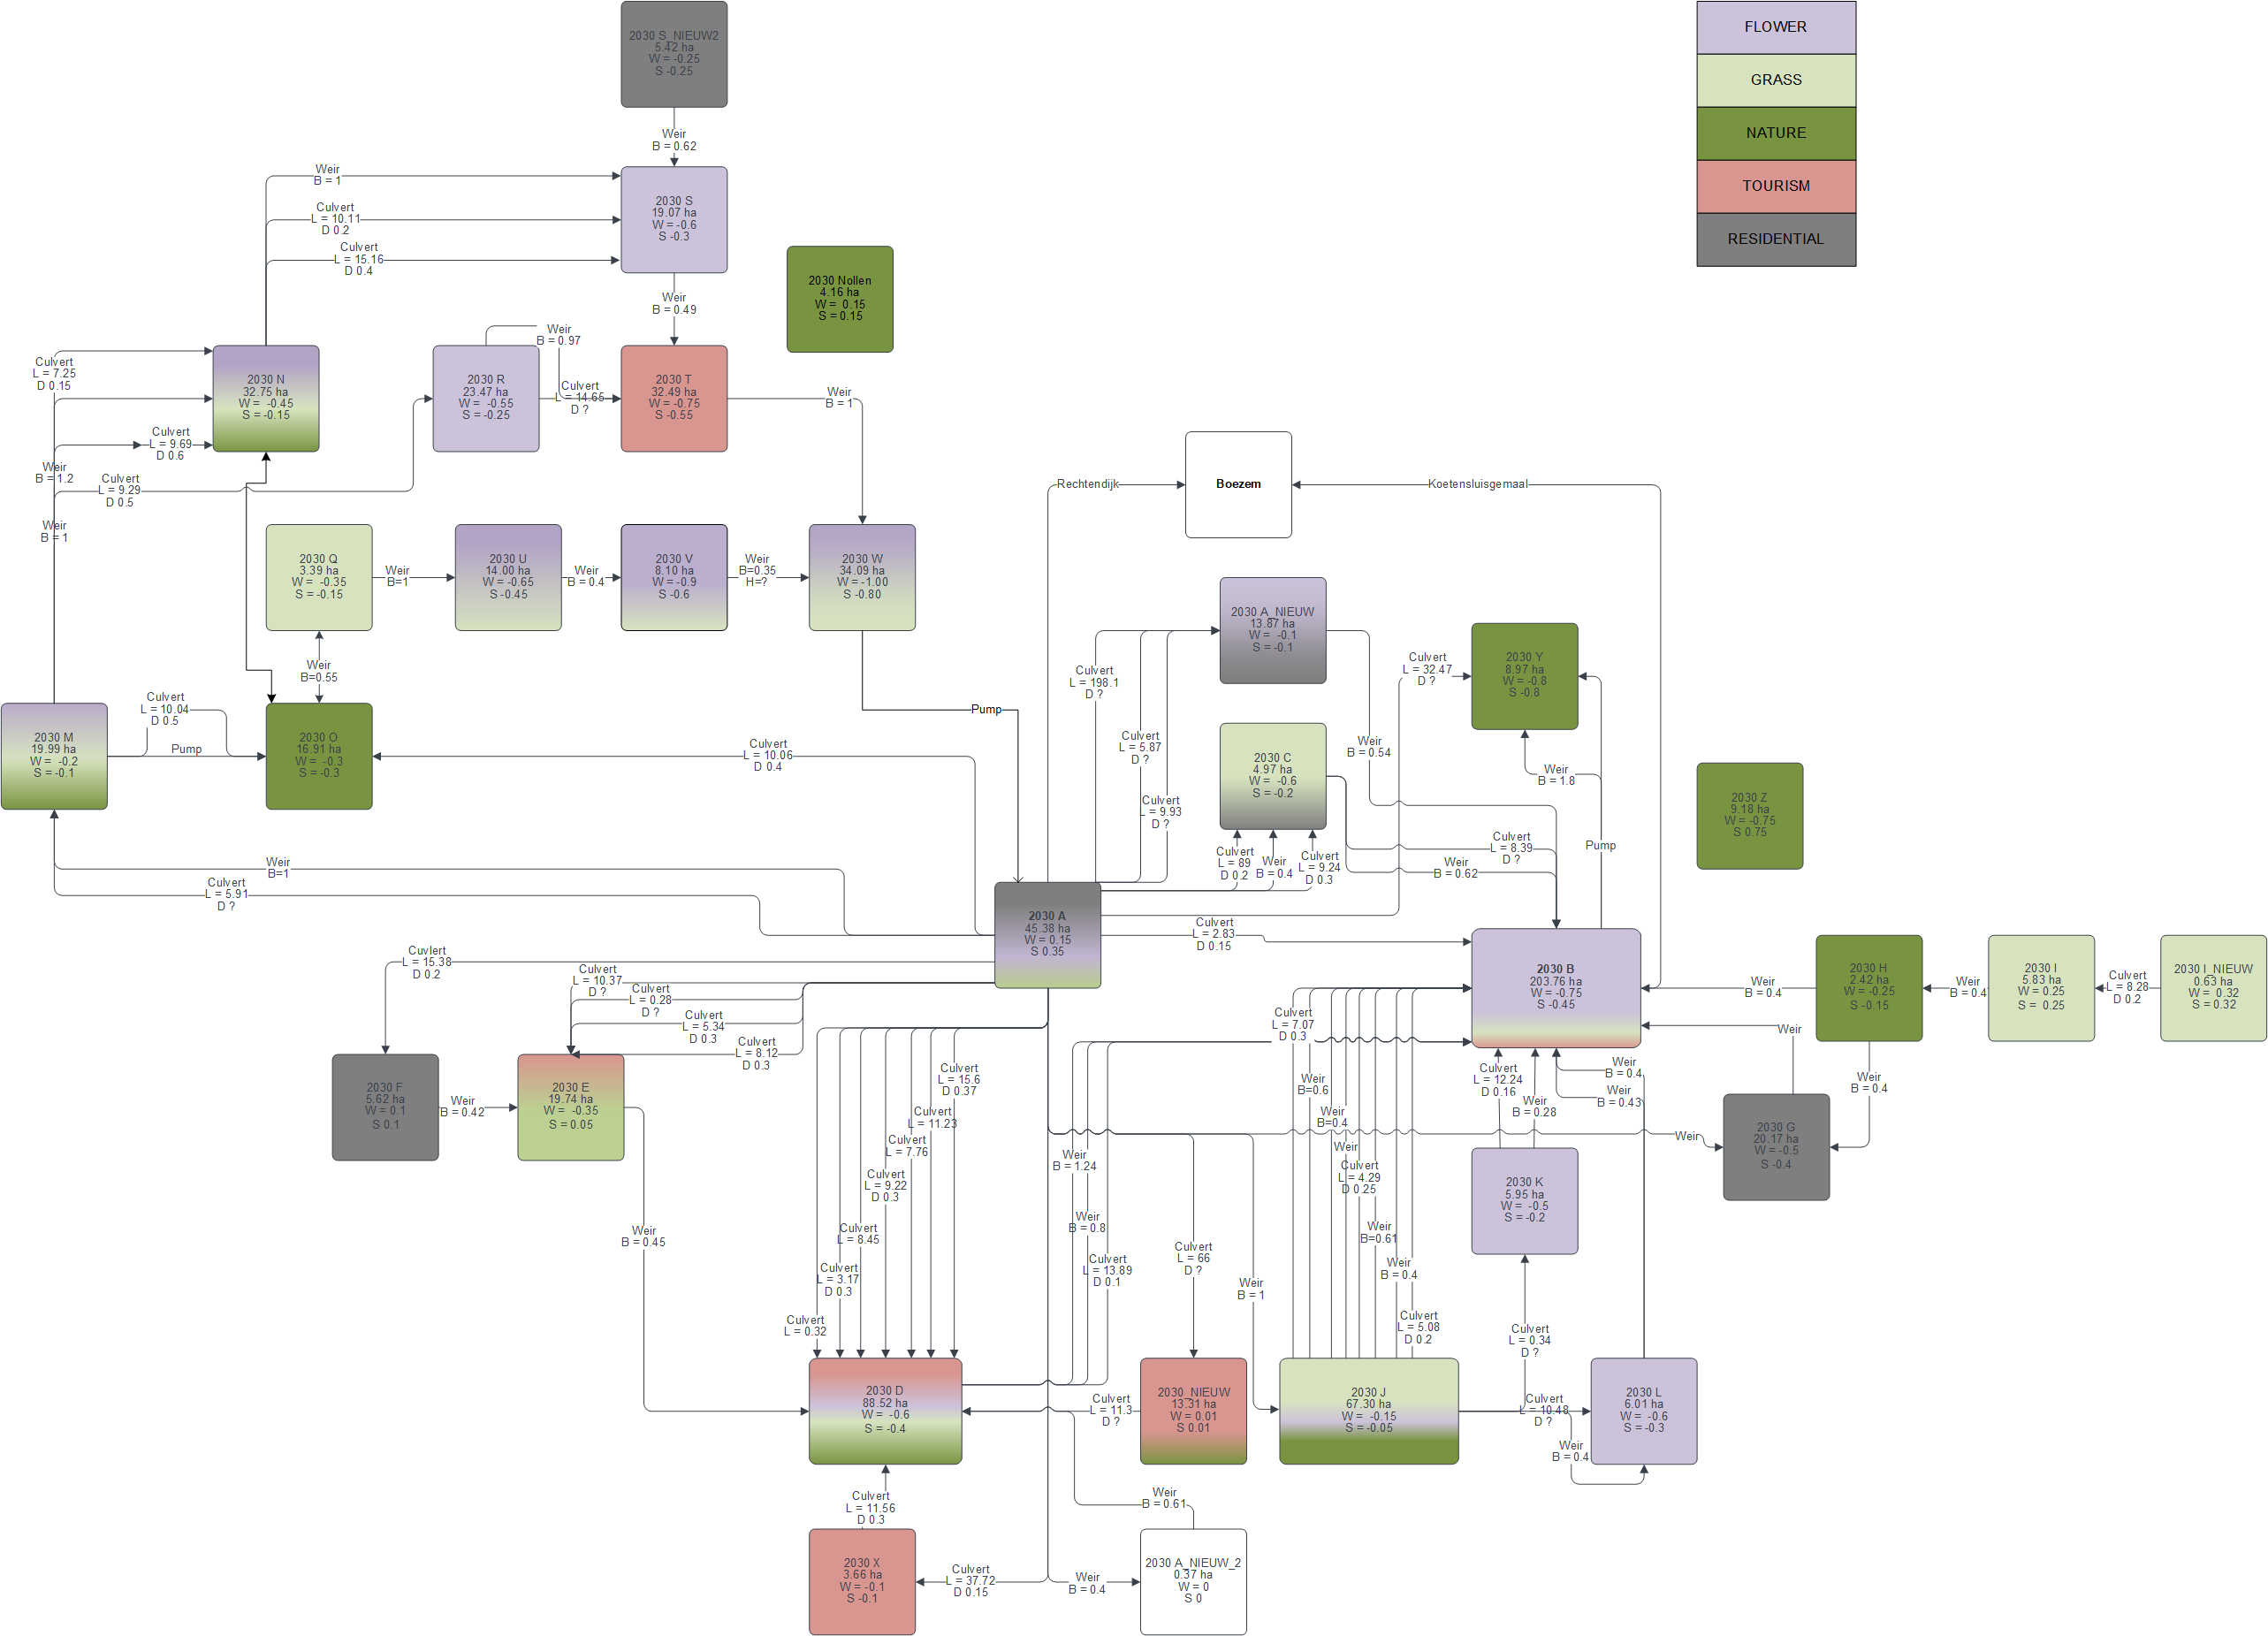 2030 S_NIEUW2
5.42 ha
W = -0.25
S -0.25
FLOWER
GRASS
NATURE
TOURISM
RESIDENTIAL
Weir
B = 0.62
Weir
B = 1
Culvert
L = 10.11
D 0.2
Culvert
L = 15.16
D 0.4
2030 S
19.07 ha
W = -0.6
S -0.3
Weir
B = 0.49
2030 Nollen
4.16 ha
W =  0.15
S = 0.15
Culvert
L = 7.25
D 0.15
2030 N
32.75 ha
W =  -0.45
S = -0.15
2030 R
23.47 ha
W =  -0.55
S = -0.25
Weir
B = 0.97
Culvert
L = 14.65
D ?
2030 T
32.49 ha
W = -0.75
S -0.55
Weir
B = 1
Culvert
L = 9.69
D 0.6
Weir
B = 1.2
Culvert
L = 9.29
D 0.5
Weir
B = 1
Rechtendijk
Boezem
Koetensluisgemaal
2030 Q
3.39 ha
W =  -0.35
S = -0.15
Weir
B=1
2030 U
14.00 ha
W = -0.65
S -0.45
Weir
B = 0.4
2030 V
8.10 ha
W = -0.9
S -0.6
Weir
B=0.35
H=?
2030 W
34.09 ha
W = -1.00
S -0.80
Weir
B=0.55
2030 A_NIEUW
13.87 ha
W =  -0.1
S = -0.1
Culvert
L = 198.1
D ?
Culvert
L = 32.47
D ?
2030 Y
8.97 ha
W = -0.8
S -0.8
2030 M
19.99 ha
W =  -0.2
S = -0.1
Culvert
L = 10.04
D 0.5
Pump
2030 O
16.91 ha
W =  -0.3
S = -0.3
Culvert
L = 10.06
D 0.4
Pump
Culvert
L = 5.87
D ?
Culvert
L = 9.93
D ?
2030 C
4.97 ha
W =  -0.6
S = -0.2
Weir
B = 0.54
Weir
B = 1.8
2030 Z
9.18 ha
W = -0.75
S 0.75
Pump
Weir
B=1
Culvert
L = 5.91
D ?
Culvert
L = 89
D 0.2
Weir
B = 0.4
Culvert
L = 9.24
D 0.3
Culvert
L = 8.39
D ?
Weir
B = 0.62
2030 A
45.38 ha
W = 0.15
S 0.35
Culvert
L = 2.83
D 0.15
Cuvlert
L = 15.38
D 0.2
Culvert
L = 10.37
D ?
Culvert
L = 0.28
D ?
Culvert
L = 5.34
D 0.3
Culvert
L = 8.12
D 0.3
2030 B
203.76 ha
W = -0.75
S -0.45
Weir
B = 0.4
2030 H
2.42 ha
W = -0.25
S -0.15
Weir
B = 0.4
2030 I
5.83 ha
W = 0.25
S =  0.25
Culvert
L = 8.28
D 0.2
2030 I_NIEUW
0.63 ha
W =  0.32
S = 0.32
Culvert
L = 7.07
D 0.3
Weir
2030 F
5.62 ha
W = 0.1
S 0.1
Weir
B = 0.42
2030 E
19.74 ha
W =  -0.35
S = 0.05
Culvert
L = 15.6
D 0.37
Culvert
L = 11.23
Culvert
L = 7.76
Culvert
L = 9.22
D 0.3
Culvert
L = 8.45
Culvert
L = 3.17
D 0.3
Culvert
L = 0.32
Weir
B=0.6
Weir
B=0.4
Weir
Culvert
L = 4.29
D 0.25
Weir
B=0.61
Weir
B = 0.4
Culvert
L = 5.08
D 0.2
Culvert
L = 12.24
D 0.16
Weir
B = 0.28
Weir
B = 0.4
Weir
B = 0.43
Weir
B = 0.4
Weir
2030 G
20.17 ha
W = -0.5
S -0.4
Weir
B = 1.24
Weir
B = 0.8
Culvert
L = 13.89
D 0.1
Culvert
L = 66
D ?
Weir
B = 1
2030 K
5.95 ha
W =  -0.5
S = -0.2
Weir
B = 0.45
Culvert
L = 0.34
D ?
2030 D
88.52 ha
W =  -0.6
S = -0.4
Culvert
L = 11.3
D ?
2030_NIEUW
13.31 ha
W = 0.01
S 0.01
2030 J
67.30 ha
W =  -0.15
S = -0.05
Culvert
L = 10.48
D ?
Weir
B = 0.4
2030 L
6.01 ha
W =  -0.6
S = -0.3
Culvert
L = 11.56
D 0.3
Weir
B = 0.61
2030 X
3.66 ha
W = -0.1
S -0.1
Culvert
L = 37.72
D 0.15
Weir
B = 0.4
2030 A_NIEUW_2
0.37 ha
W = 0
S 0